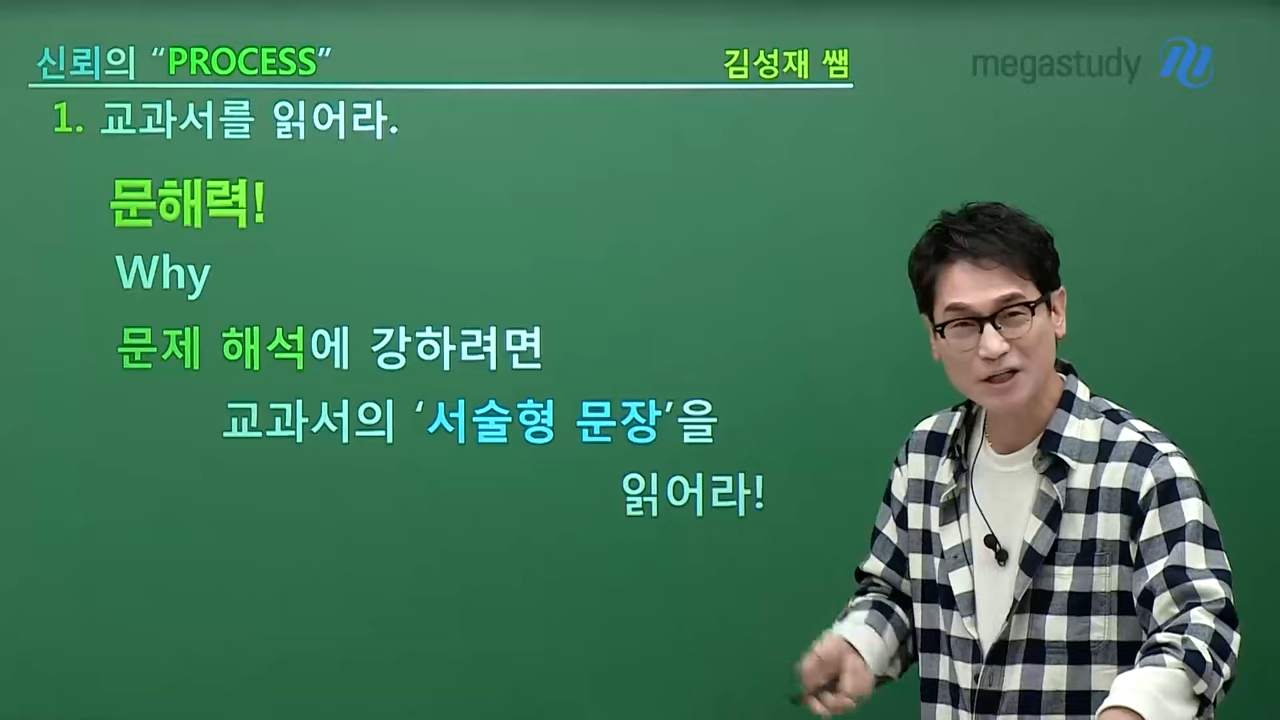 신뢰의 “PROCESS”
김성재 쌤
megastudy
1. 교과서를 읽어라.
문해력!
Why
문제 해석에 강하려면
교과서의 ‘서술형 문장’을
읽어라!